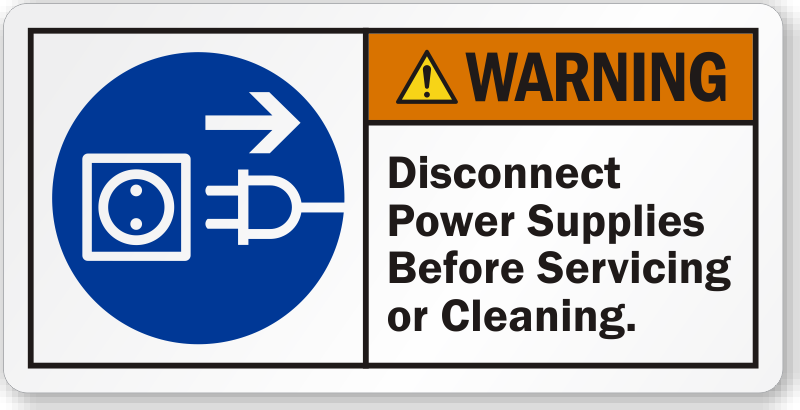 WARNING
Disconnect
Power Supplies
Before Servicing
or Cleaning.